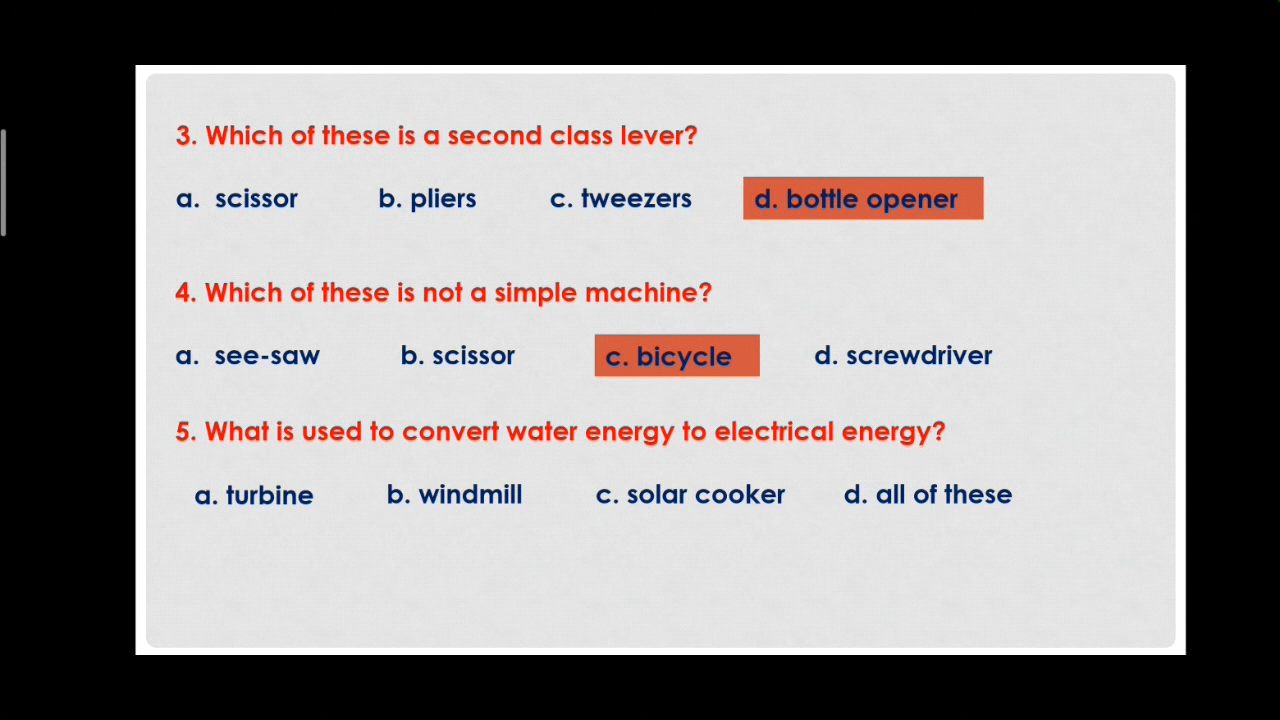 3. Which of these is a second class lever?
a. scissor b. pliers c. tweezers d. bottle opener
4. Which of these is not a simple machine?
a. see-saw b. scissor c. bicycle d. screwdriver
5. What is used to convert water energy to electrical energy?
a. turbine b. windmill c. solar cooker d. all of these